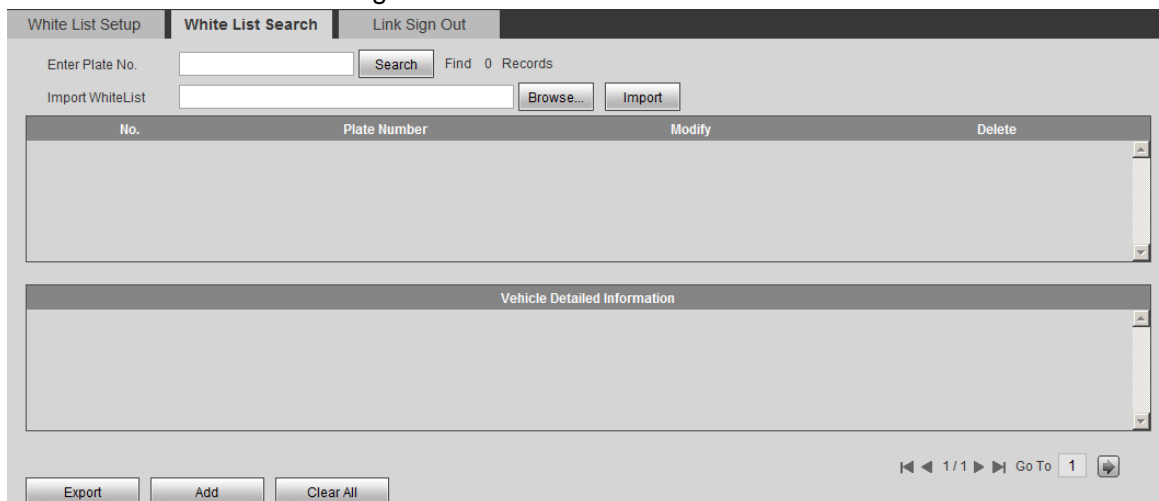 White List Setup White List Search Link Sign Out
Enter Plate No. Search Find 0 Records
Import WhiteList Browse... Import
No. Plate Number Modify Delete
Vehicle Detailed Information
1/1 Go To 1
Export Add Clear All